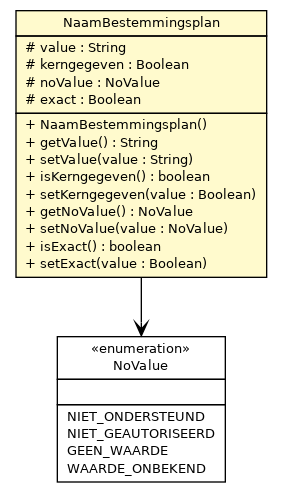 NaamBestemmingsplan
# value : String
# kerngegeven : Boolean
# noValue : NoValue
# exact : Boolean
+ NaamBestemmingsplan()
+ getValue() : String
+ setValue(value : String)
+ isKerngegeven() : boolean
+ setKerngegeven(value : Boolean)
+ getNoValue() : NoValue
+ setNoValue(value : NoValue)
+ isExact() : boolean
+ setExact(value : Boolean)
«enumeration»
NoValue
NIET_ONDERSTEUND
NIET_GEAUTORISEERD
GEEN_WAARDE
WAARDE_ONBEKEND